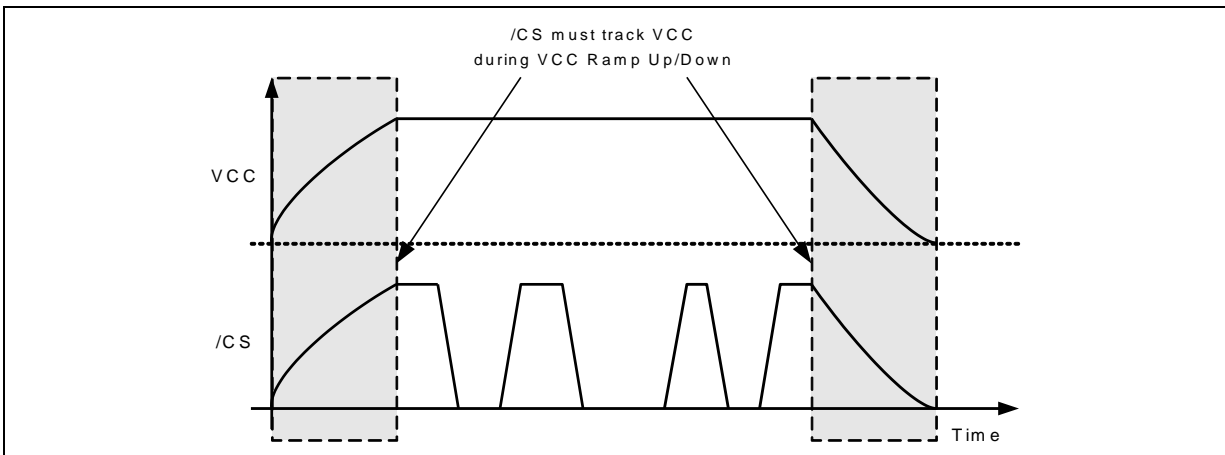 /CS must track VCC
during VCC Ramp Up/Down
VCC
/CS
Time